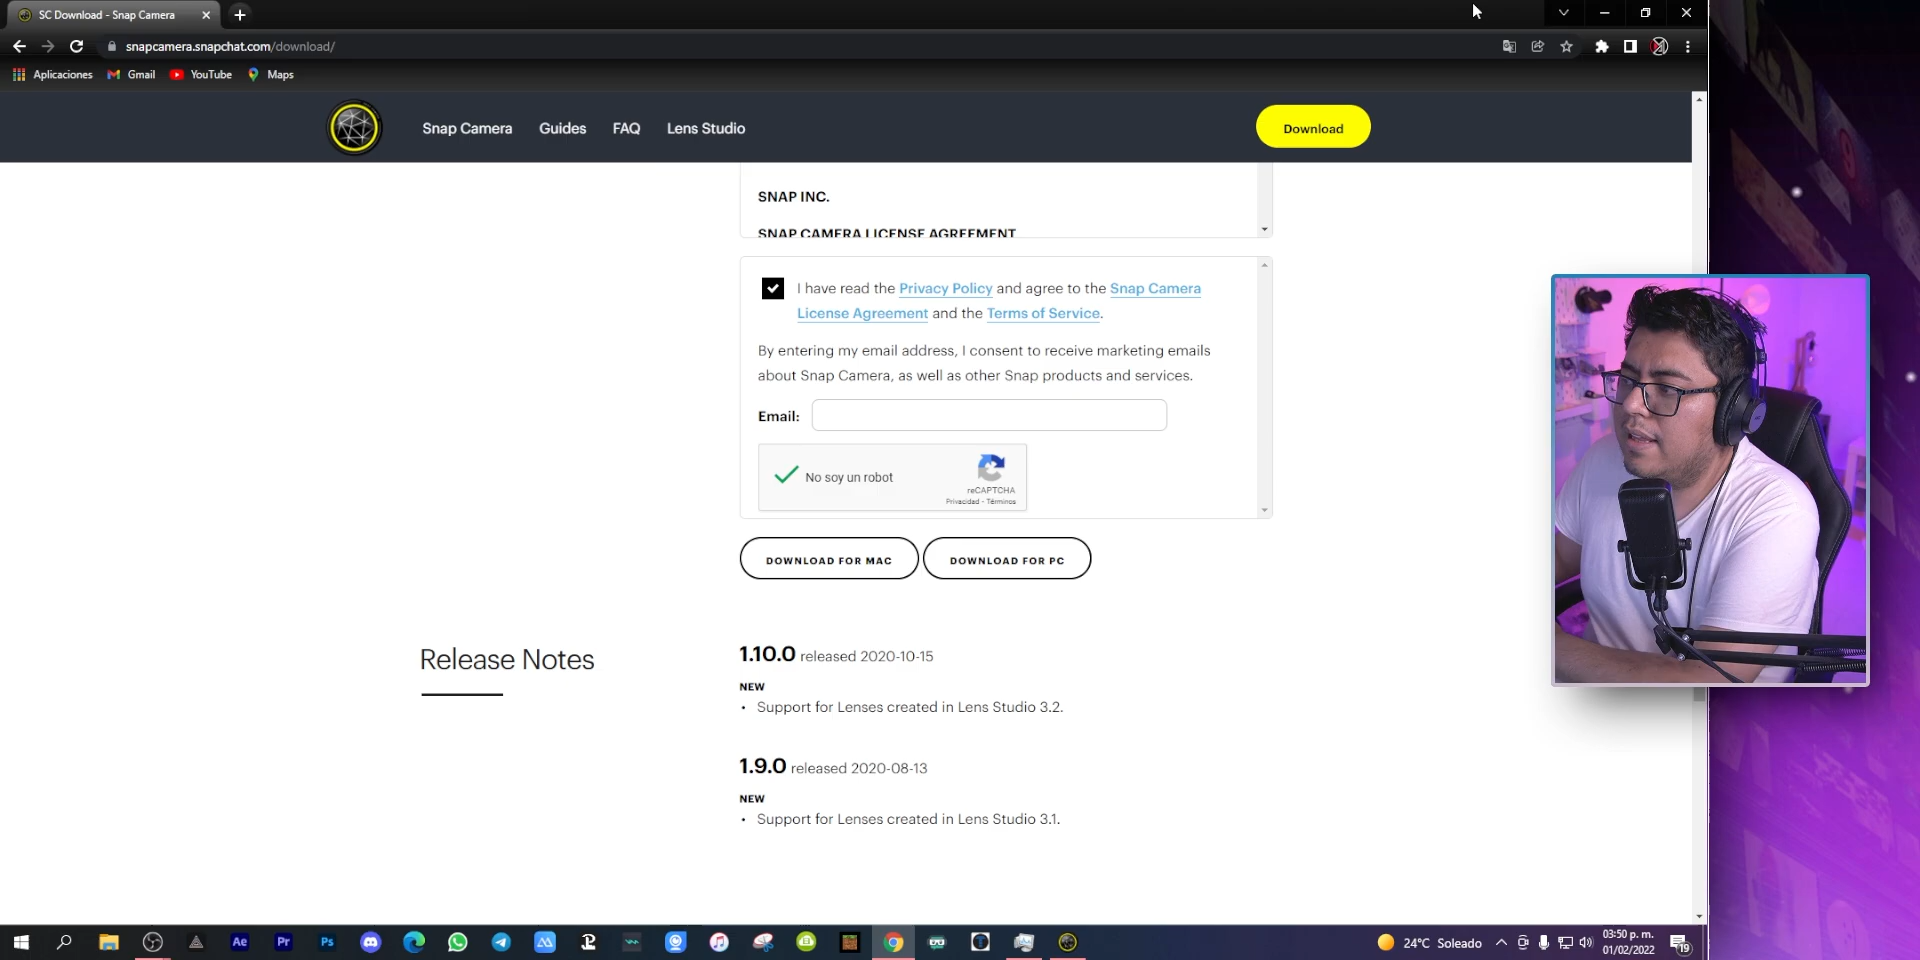 SC Download - Snap Camera
snapcamera.snapchat.com/download/
Aplicaciones Gmail YouTube Maps
Snap Camera Guides FAQ Lens Studio Download
SNAP INC.
SNAP CAMERA LICENSE AGREEMENT
I have read the Privacy Policy and agree to the Snap Camera
License Agreement and the Terms of Service.
By entering my email address, I consent to receive marketing emails
about Snap Camera, as well as other Snap products and services.
Email:
No soy un robot
reCAPTCHA
Privacidad - Términos
DOWNLOAD FOR MAC DOWNLOAD FOR PC
Release Notes
1.10.0 released 2020-10-15
NEW
• Support for Lenses created in Lens Studio 3.2.
1.9.0 released 2020-08-13
NEW
• Support for Lenses created in Lens Studio 3.1.
Ae Pr Ps
24°C Soleado
03:50 p. m.
01/02/2022
19